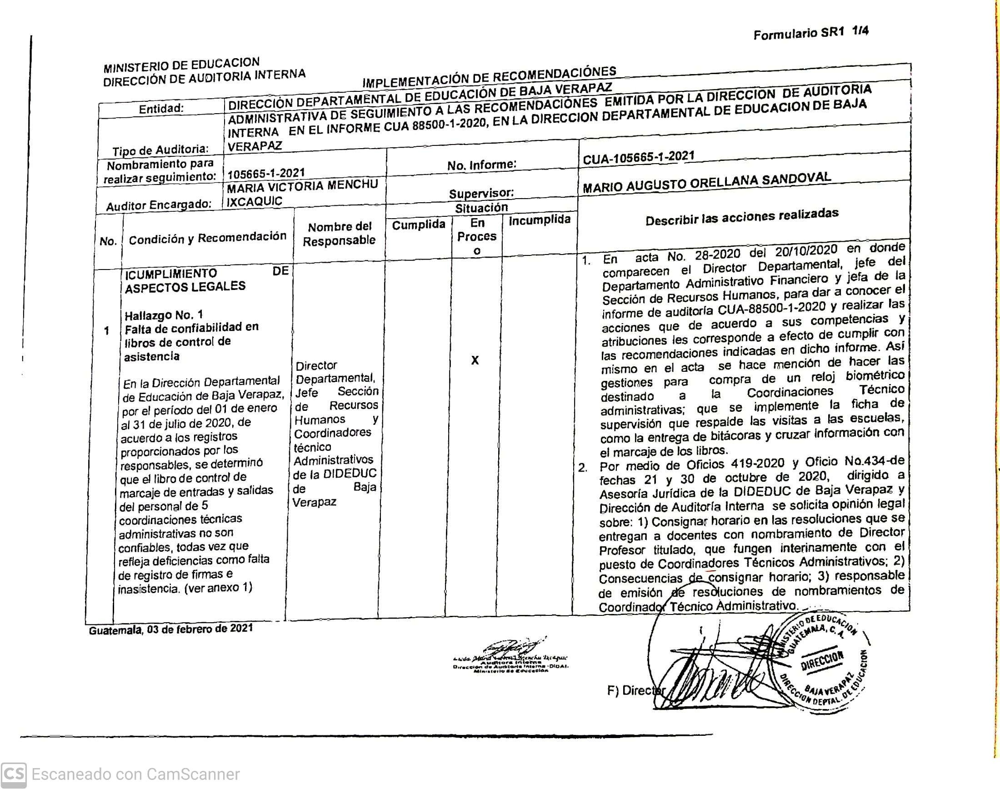 Formulario SR1 1/4
MINISTERIO DE EDUCACION
DIRECCIÓN DE AUDITORIA INTERNA
IMPLEMENTACIÓN DE RECOMENDACIÓNES
Entidad:
DIRECCIÓN DEPARTAMENTAL DE EDUCACIÓN DE BAJA VERAPAZ
Tipo de Auditoria:
ADMINISTRATIVA DE SEGUIMIENTO A LAS RECOMENDACIÓNES EMITIDA POR LA DIRECCION DE AUDITORIA
INTERNA EN EL INFORME CUA 88500-1-2020, EN LA DIRECCION DEPARTAMENTAL DE EDUCACION DE BAJA
VERAPAZ
Nombramiento para
realizar seguimiento:
105665-1-2021
No. Informe:
CUA-105665-1-2021
Auditor Encargado:
MARIA VICTORIA MENCHU
IXCAQUIC
Supervisor:
MARIO AUGUSTO ORELLANA SANDOVAL
No.
Condición y Recomendación
Nombre del
Responsable
Situación
Cumplida
En
Proces
o
Incumplida
Describir las acciones realizadas
1
ICUMPLIMIENTO DE
ASPECTOS LEGALES
Hallazgo No. 1
Falta de confiabilidad en
libros de control de
asistencia
En la Dirección Departamental
de Educación de Baja Verapaz,
por el período del 01 de enero
al 31 de julio de 2020, de
acuerdo a los registros
proporcionados por los
responsables, se determinó
que el libro de control de
marcaje de entradas y salidas
del personal de 5
coordinaciones técnicas
administrativas no son
confiables, todas vez que
refleja deficiencias como falta
de registro de firmas e
inasistencia. (ver anexo 1)
Director
Departamental,
Jefe Sección
de Recursos
Humanos y
Coordinadores
técnico
Administrativos
de la DIDEDUC
de Baja
Verapaz
X
1. En acta No. 28-2020 del 20/10/2020 en donde
comparecen el Director Departamental, jefe del
Departamento Administrativo Financiero y jefa de la
Sección de Recursos Humanos, para dar a conocer el
informe de auditoría CUA-88500-1-2020 y realizar las
acciones que de acuerdo a sus competencias y
atribuciones les corresponde a efecto de cumplir con
las recomendaciones indicadas en dicho informe. Así
mismo en el acta se hace mención de hacer las
gestiones para compra de un reloj biométrico
destinado a la Coordinaciones Técnico
administrativas; que se implemente la ficha de
supervisión que respalde las visitas a las escuelas,
como la entrega de bitácoras y cruzar información con
el marcaje de los libros.
2. Por medio de Oficios 419-2020 y Oficio No.434-de
fechas 21 y 30 de octubre de 2020, dirigido a
Asesoría Jurídica de la DIDEDUC de Baja Verapaz y
Dirección de Auditoría Interna se solicita opinión legal
sobre: 1) Consignar horario en las resoluciones que se
entregan a docentes con nombramiento de Director
Profesor titulado, que fungen interinamente con el
puesto de Coordinadores Técnicos Administrativos; 2)
Consecuencias de consignar horario; 3) responsable
de emisión de resoluciones de nombramientos de
Coordinador Técnico Administrativo.
Guatemala, 03 de febrero de 2021
Auditora Interna
Dirección de Auditoría Interna -DIDAI-
Ministerio de Educación
F) Director
MINISTERIO DE EDUCACION
GUATEMALA, C. A.
DIRECCION
BAJA VERAPAZ
DIRECCION DEPTAL. DE EDUCACION
CS Escaneado con CamScanner